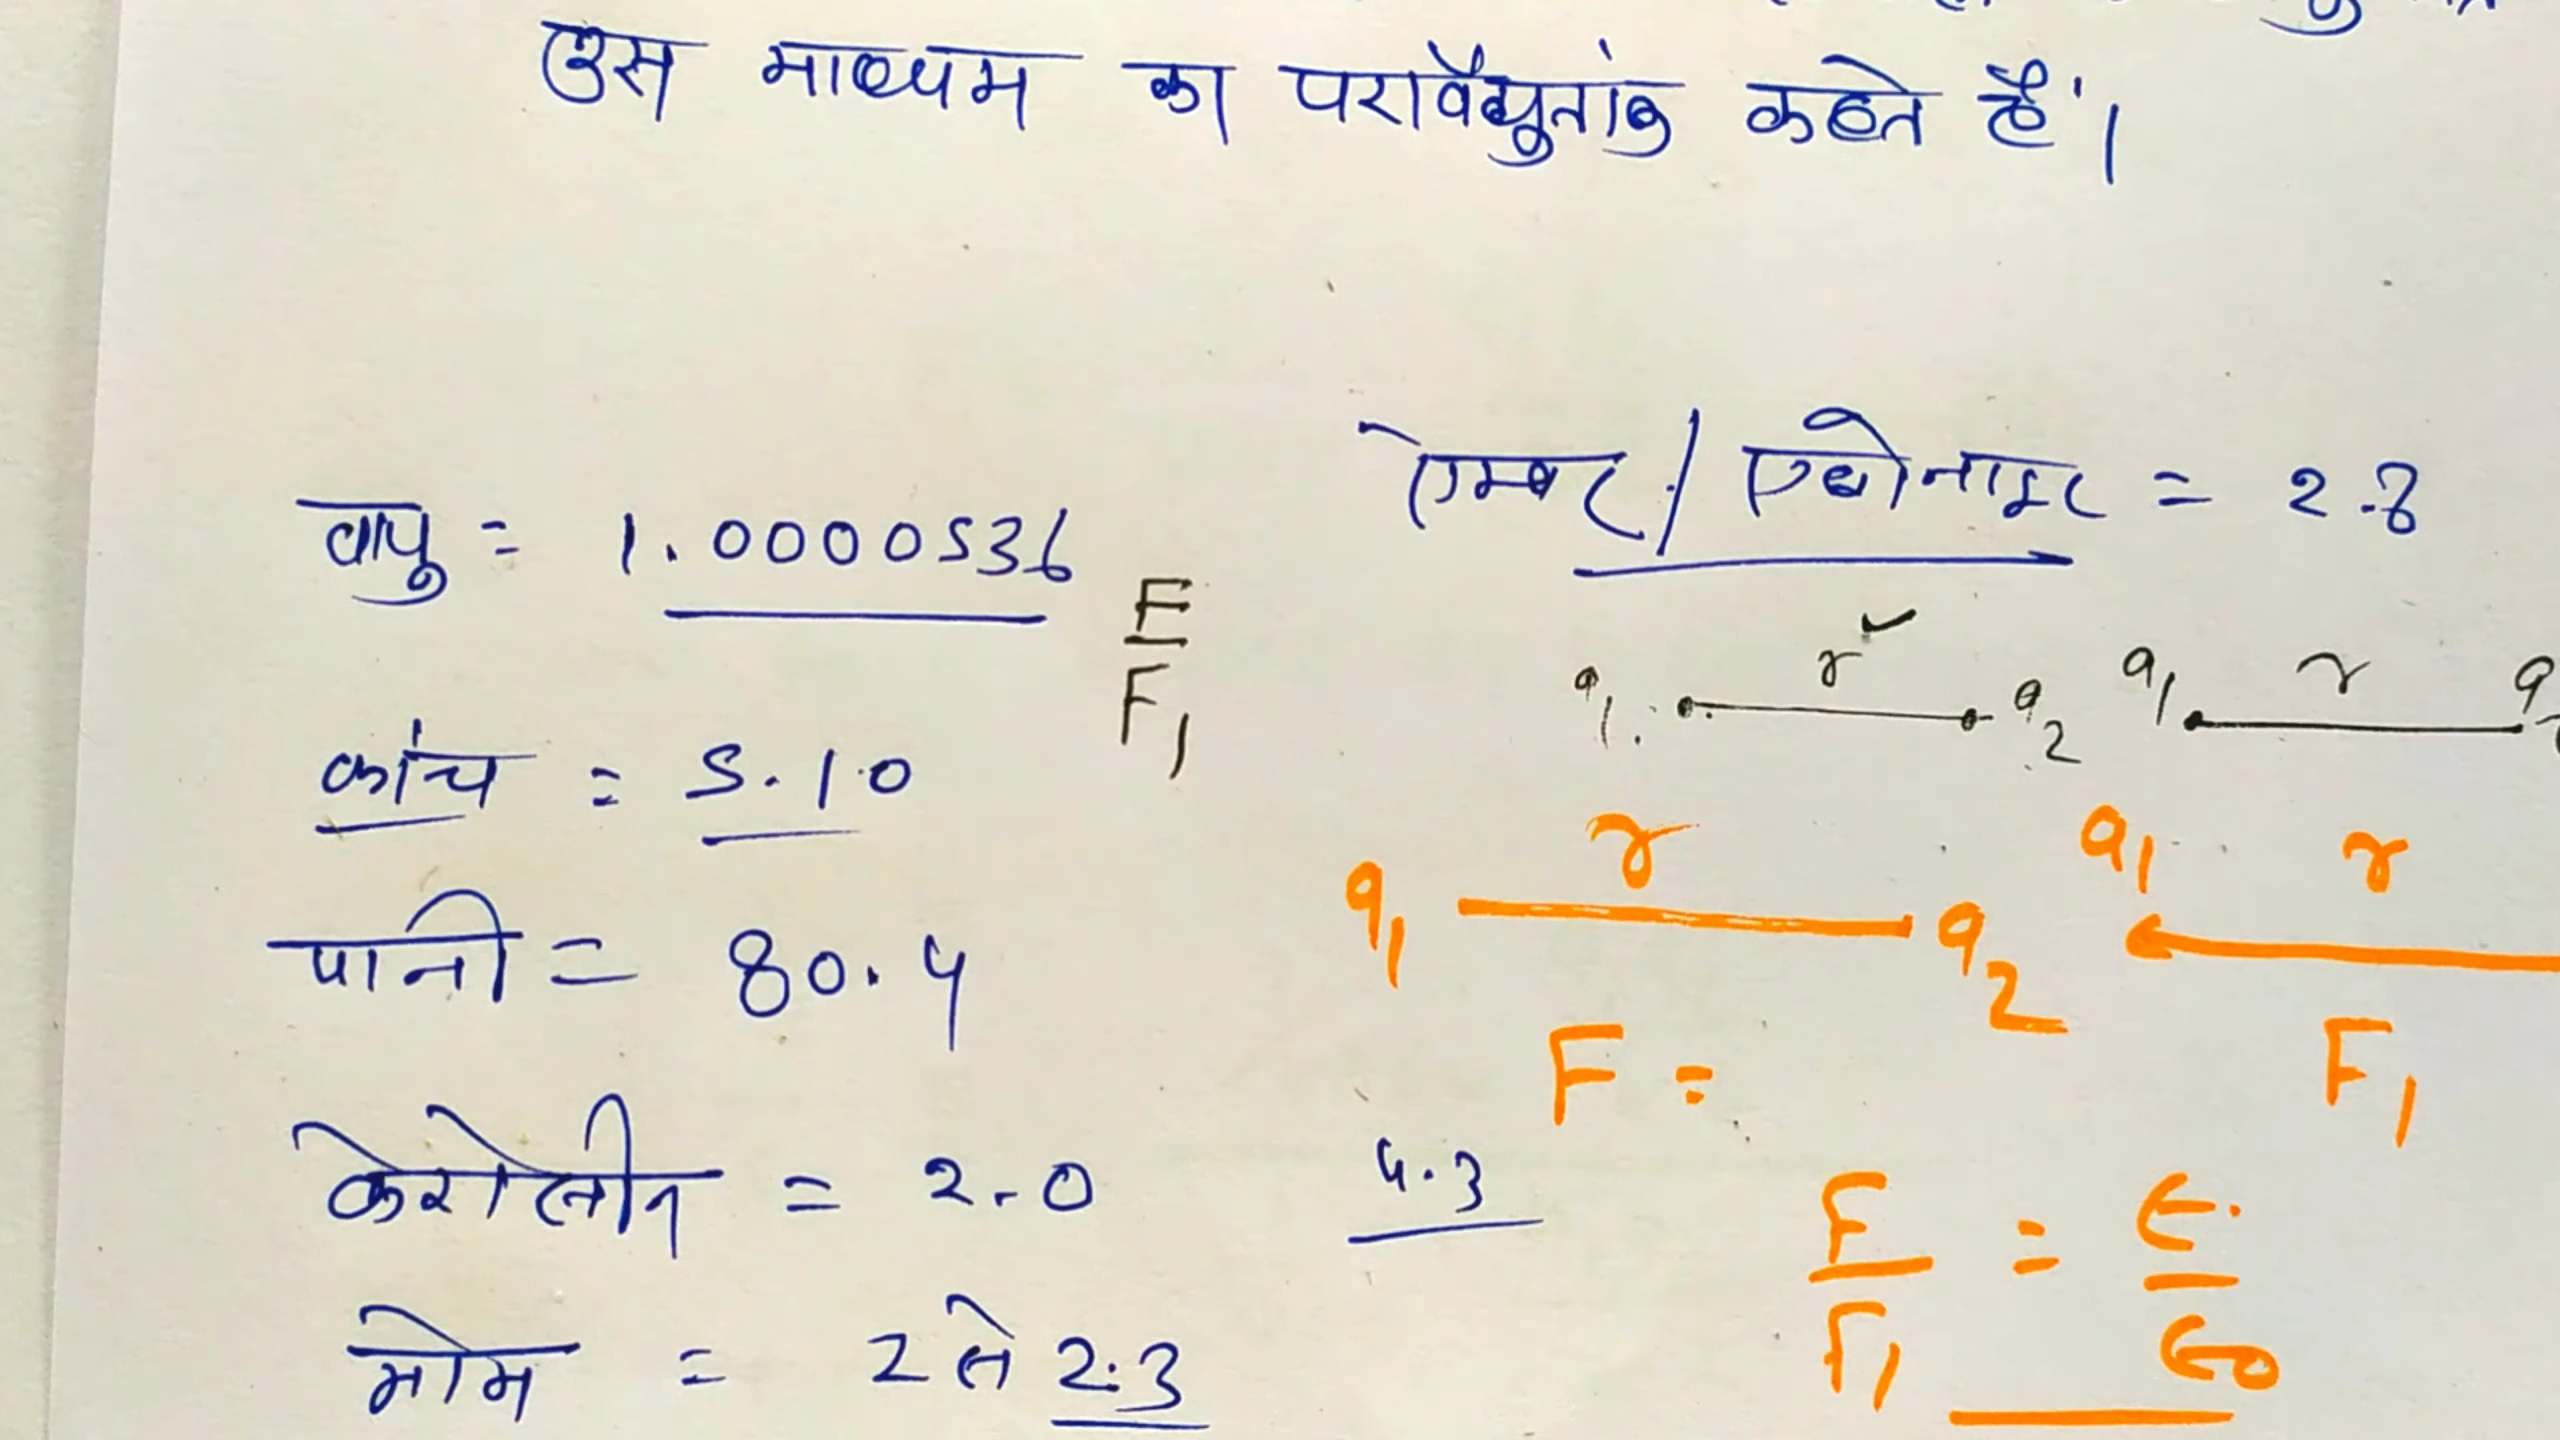 उस माध्यम का परावैद्युतांक कहते हैं।
ऐम्बर / एबोनाइट = 2.8
वायु = 1.0000536
F
F1
r
q1 q2
q1 r
कांच = 5.10
r
q1 q2
q1 r
पानी = 80.4
F =
F1
केरोसीन = 2.0
4.3
F/F1 = ε/ε0
मोम = 2 से 2.3